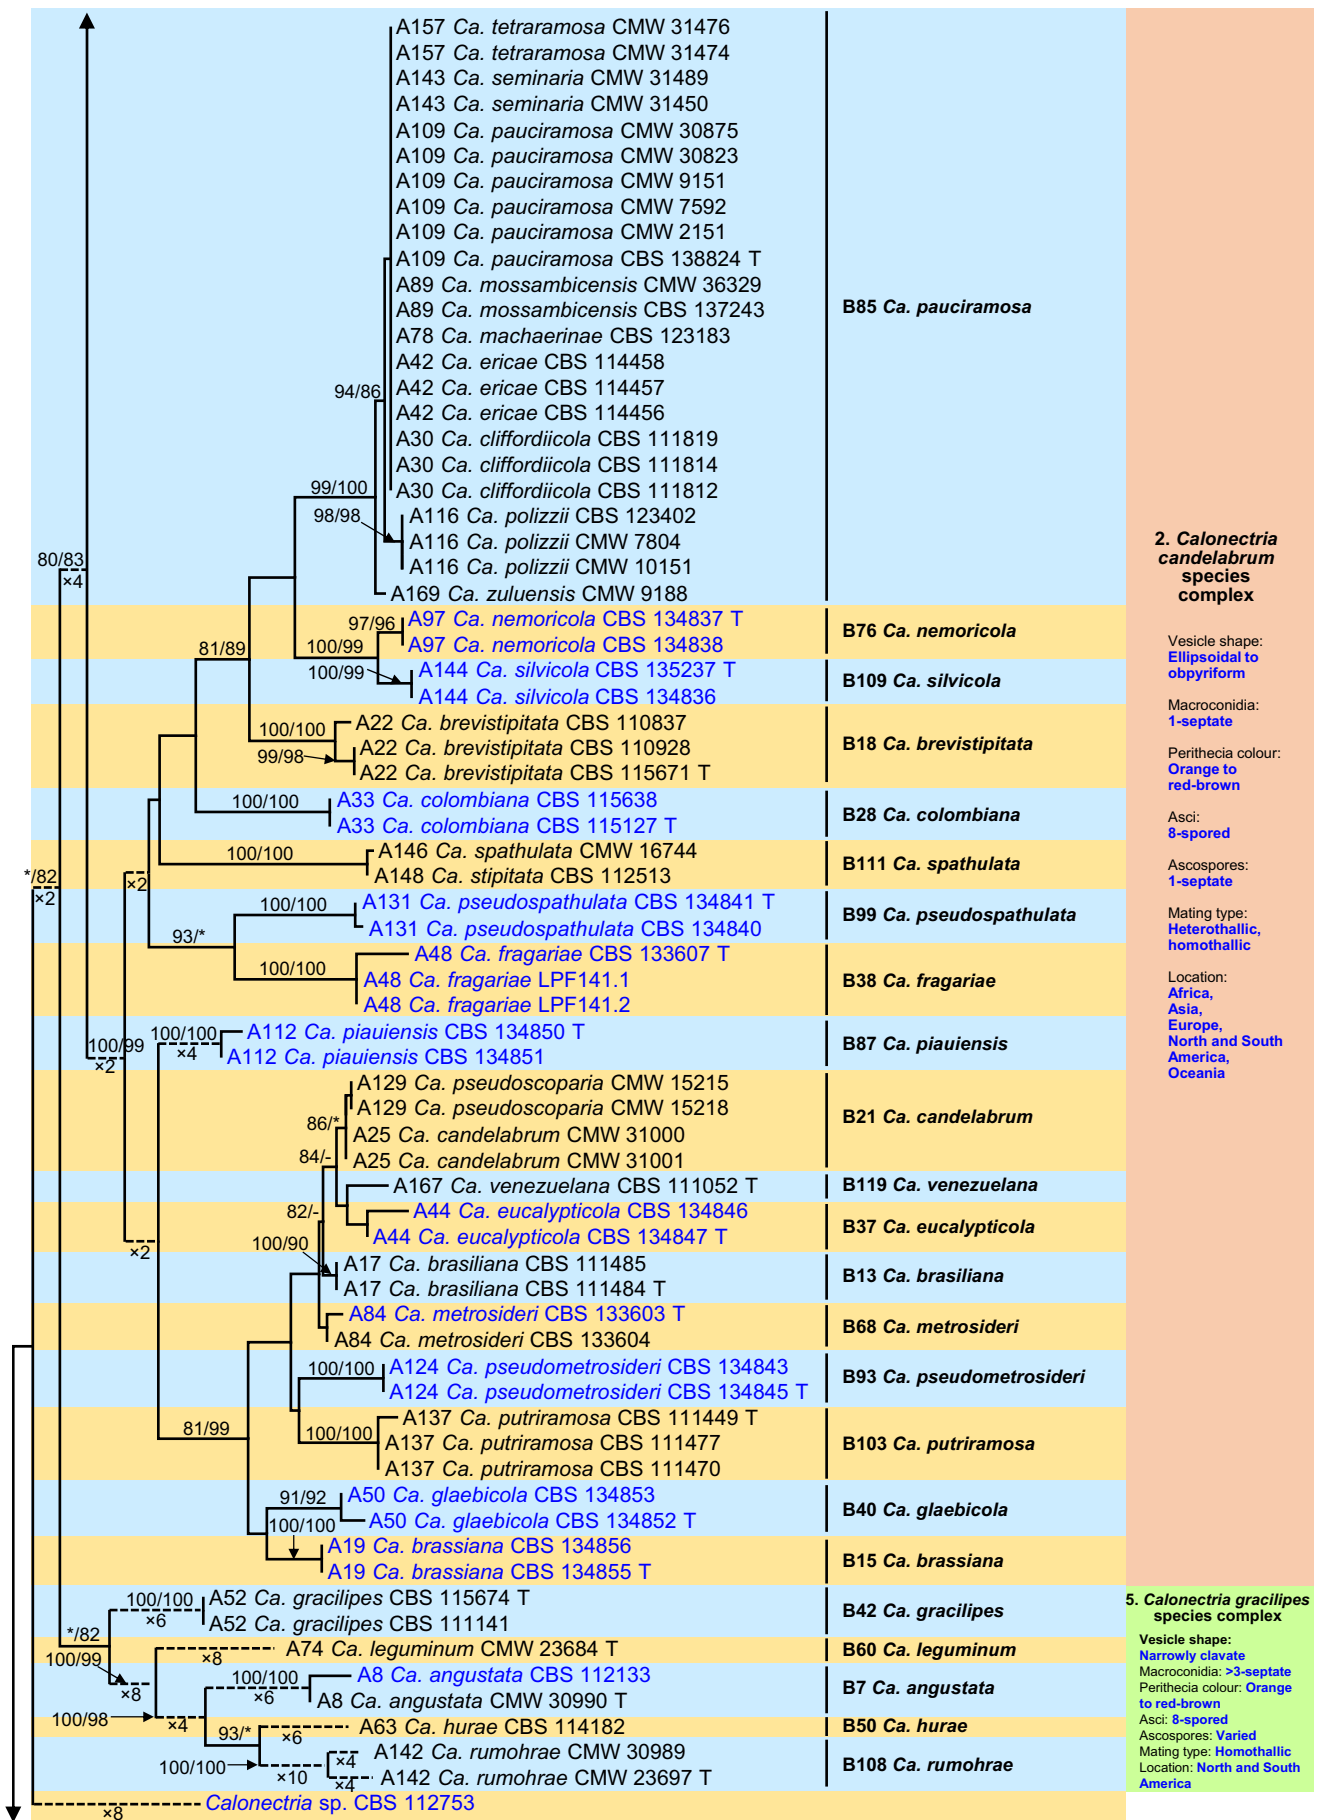 A157 Ca. tetraramosa CMW 31476
A157 Ca. tetraramosa CMW 31474
A143 Ca. seminaria CMW 31489
A143 Ca. seminaria CMW 31450
A109 Ca. pauciramosa CMW 30875
A109 Ca. pauciramosa CMW 30823
A109 Ca. pauciramosa CMW 9151
A109 Ca. pauciramosa CMW 7592
A109 Ca. pauciramosa CMW 2151
A109 Ca. pauciramosa CBS 138824 T
A89 Ca. mossambicensis CMW 36329
A89 Ca. mossambicensis CBS 137243
A78 Ca. machaerinae CBS 123183
A42 Ca. ericae CBS 114458
A42 Ca. ericae CBS 114457
A42 Ca. ericae CBS 114456
A30 Ca. cliffordiicola CBS 111819
A30 Ca. cliffordiicola CBS 111814
A30 Ca. cliffordiicola CBS 111812
A116 Ca. polizzii CBS 123402
A116 Ca. polizzii CMW 7804
A116 Ca. polizzii CMW 10151
A169 Ca. zuluensis CMW 9188
B85 Ca. pauciramosa
94/86
99/100
98/98
80/83
×4
A97 Ca. nemoricola CBS 134837 T
A97 Ca. nemoricola CBS 134838
B76 Ca. nemoricola
97/96
100/99
81/89
A144 Ca. silvicola CBS 135237 T
A144 Ca. silvicola CBS 134836
B109 Ca. silvicola
100/99
A22 Ca. brevistipitata CBS 110837
A22 Ca. brevistipitata CBS 110928
A22 Ca. brevistipitata CBS 115671 T
B18 Ca. brevistipitata
100/100
99/98
A33 Ca. colombiana CBS 115638
A33 Ca. colombiana CBS 115127 T
B28 Ca. colombiana
100/100
A146 Ca. spathulata CMW 16744
A148 Ca. stipitata CBS 112513
B111 Ca. spathulata
100/100
*/82
×2
×2
A131 Ca. pseudospathulata CBS 134841 T
A131 Ca. pseudospathulata CBS 134840
B99 Ca. pseudospathulata
100/100
93/*
A48 Ca. fragariae CBS 133607 T
A48 Ca. fragariae LPF141.1
A48 Ca. fragariae LPF141.2
B38 Ca. fragariae
100/100
A112 Ca. piauiensis CBS 134850 T
A112 Ca. piauiensis CBS 134851
B87 Ca. piauiensis
100/100
×4
100/99
×2
A129 Ca. pseudoscoparia CMW 15215
A129 Ca. pseudoscoparia CMW 15218
A25 Ca. candelabrum CMW 31000
A25 Ca. candelabrum CMW 31001
B21 Ca. candelabrum
86/*
84/-
A167 Ca. venezuelana CBS 111052 T
B119 Ca. venezuelana
A44 Ca. eucalypticola CBS 134846
A44 Ca. eucalypticola CBS 134847 T
B37 Ca. eucalypticola
82/-
×2
100/90
A17 Ca. brasiliana CBS 111485
A17 Ca. brasiliana CBS 111484 T
B13 Ca. brasiliana
A84 Ca. metrosideri CBS 133603 T
A84 Ca. metrosideri CBS 133604
B68 Ca. metrosideri
A124 Ca. pseudometrosideri CBS 134843
A124 Ca. pseudometrosideri CBS 134845 T
B93 Ca. pseudometrosideri
100/100
A137 Ca. putriramosa CBS 111449 T
A137 Ca. putriramosa CBS 111477
A137 Ca. putriramosa CBS 111470
B103 Ca. putriramosa
100/100
81/99
A50 Ca. glaebicola CBS 134853
A50 Ca. glaebicola CBS 134852 T
B40 Ca. glaebicola
91/92
100/100
A19 Ca. brassiana CBS 134856
A19 Ca. brassiana CBS 134855 T
B15 Ca. brassiana
A52 Ca. gracilipes CBS 115674 T
A52 Ca. gracilipes CBS 111141
B42 Ca. gracilipes
100/100
×6
*/82
A74 Ca. leguminum CMW 23684 T
B60 Ca. leguminum
×8
100/99
×8
A8 Ca. angustata CBS 112133
A8 Ca. angustata CMW 30990 T
B7 Ca. angustata
100/100
×6
100/98
×4
A63 Ca. hurae CBS 114182
B50 Ca. hurae
93/*
×6
A142 Ca. rumohrae CMW 30989
A142 Ca. rumohrae CMW 23697 T
B108 Ca. rumohrae
100/100
×10
×4
×4
Calonectria sp. CBS 112753
×8
2. Calonectria
candelabrum
species
complex
Vesicle shape:
Ellipsoidal to
obpyriform
Macroconidia:
1-septate
Perithecia colour:
Orange to
red-brown
Asci:
8-spored
Ascospores:
1-septate
Mating type:
Heterothallic,
homothallic
Location:
Africa,
Asia,
Europe,
North and South
America,
Oceania
5. Calonectria gracilipes
species complex
Vesicle shape:
Narrowly clavate
Macroconidia: >3-septate
Perithecia colour: Orange
to red-brown
Asci: 8-spored
Ascospores: Varied
Mating type: Homothallic
Location: North and South
America